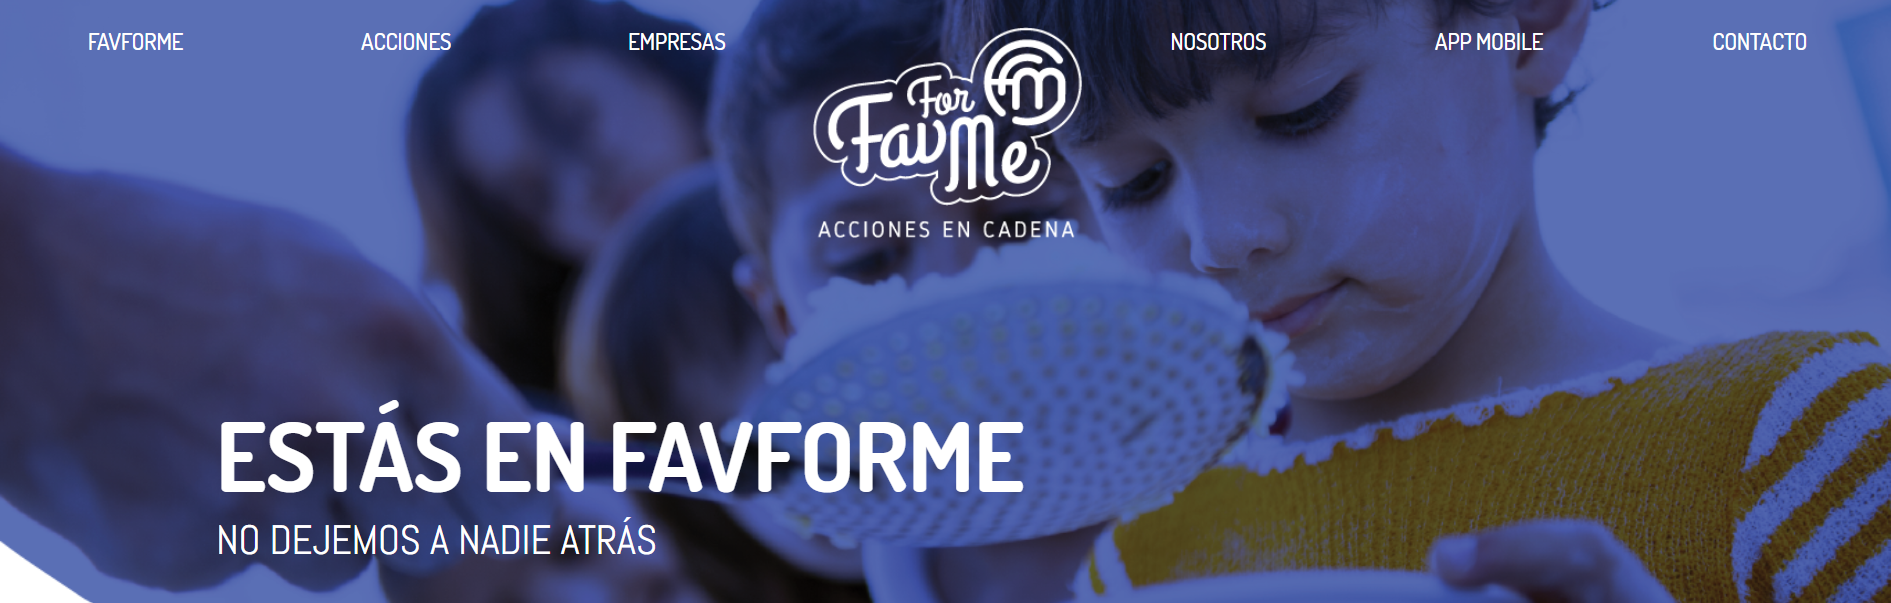 FAVFORME
ACCIONES
EMPRESAS
NOSOTROS
APP MOBILE
CONTACTO
For
Fav
Me
fm
ACCIONES EN CADENA
ESTÁS EN FAVFORME
NO DEJEMOS A NADIE ATRÁS